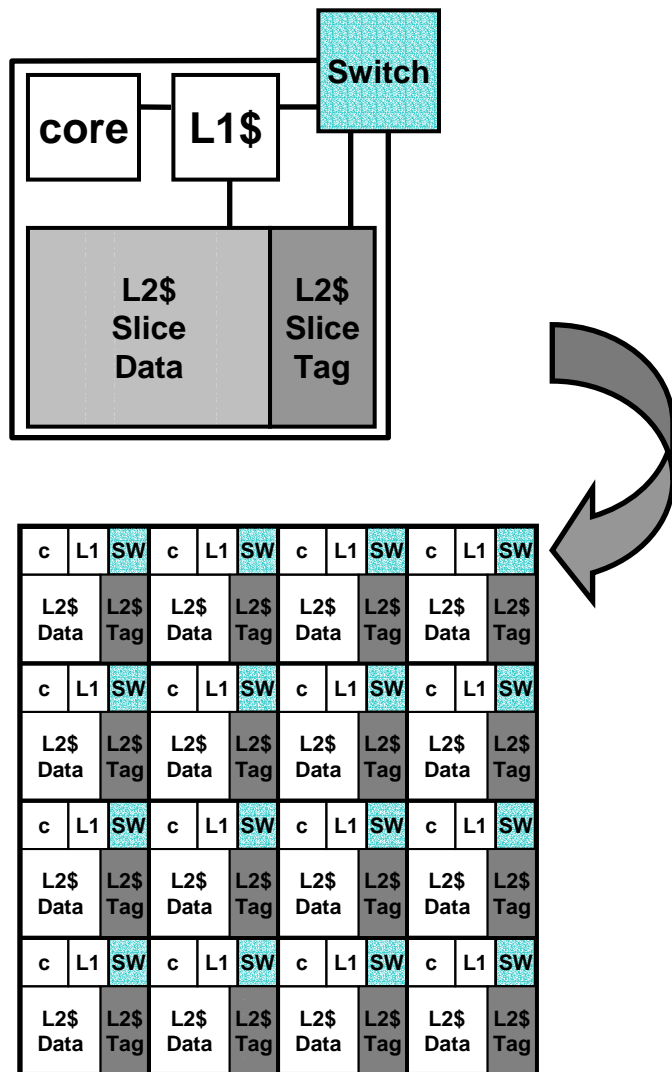 Switch
core L1$
L2$ L2$
Slice Slice
Data Tag
c L1 SW c L1 SW c L1 SW c L1 SW
L2$ L2$ L2$ L2$ L2$ L2$ L2$ L2$
Data Tag Data Tag Data Tag Data Tag
c L1 SW c L1 SW c L1 SW c L1 SW
L2$ L2$ L2$ L2$ L2$ L2$ L2$ L2$
Data Tag Data Tag Data Tag Data Tag
c L1 SW c L1 SW c L1 SW c L1 SW
L2$ L2$ L2$ L2$ L2$ L2$ L2$ L2$
Data Tag Data Tag Data Tag Data Tag
c L1 SW c L1 SW c L1 SW c L1 SW
L2$ L2$ L2$ L2$ L2$ L2$ L2$ L2$
Data Tag Data Tag Data Tag Data Tag